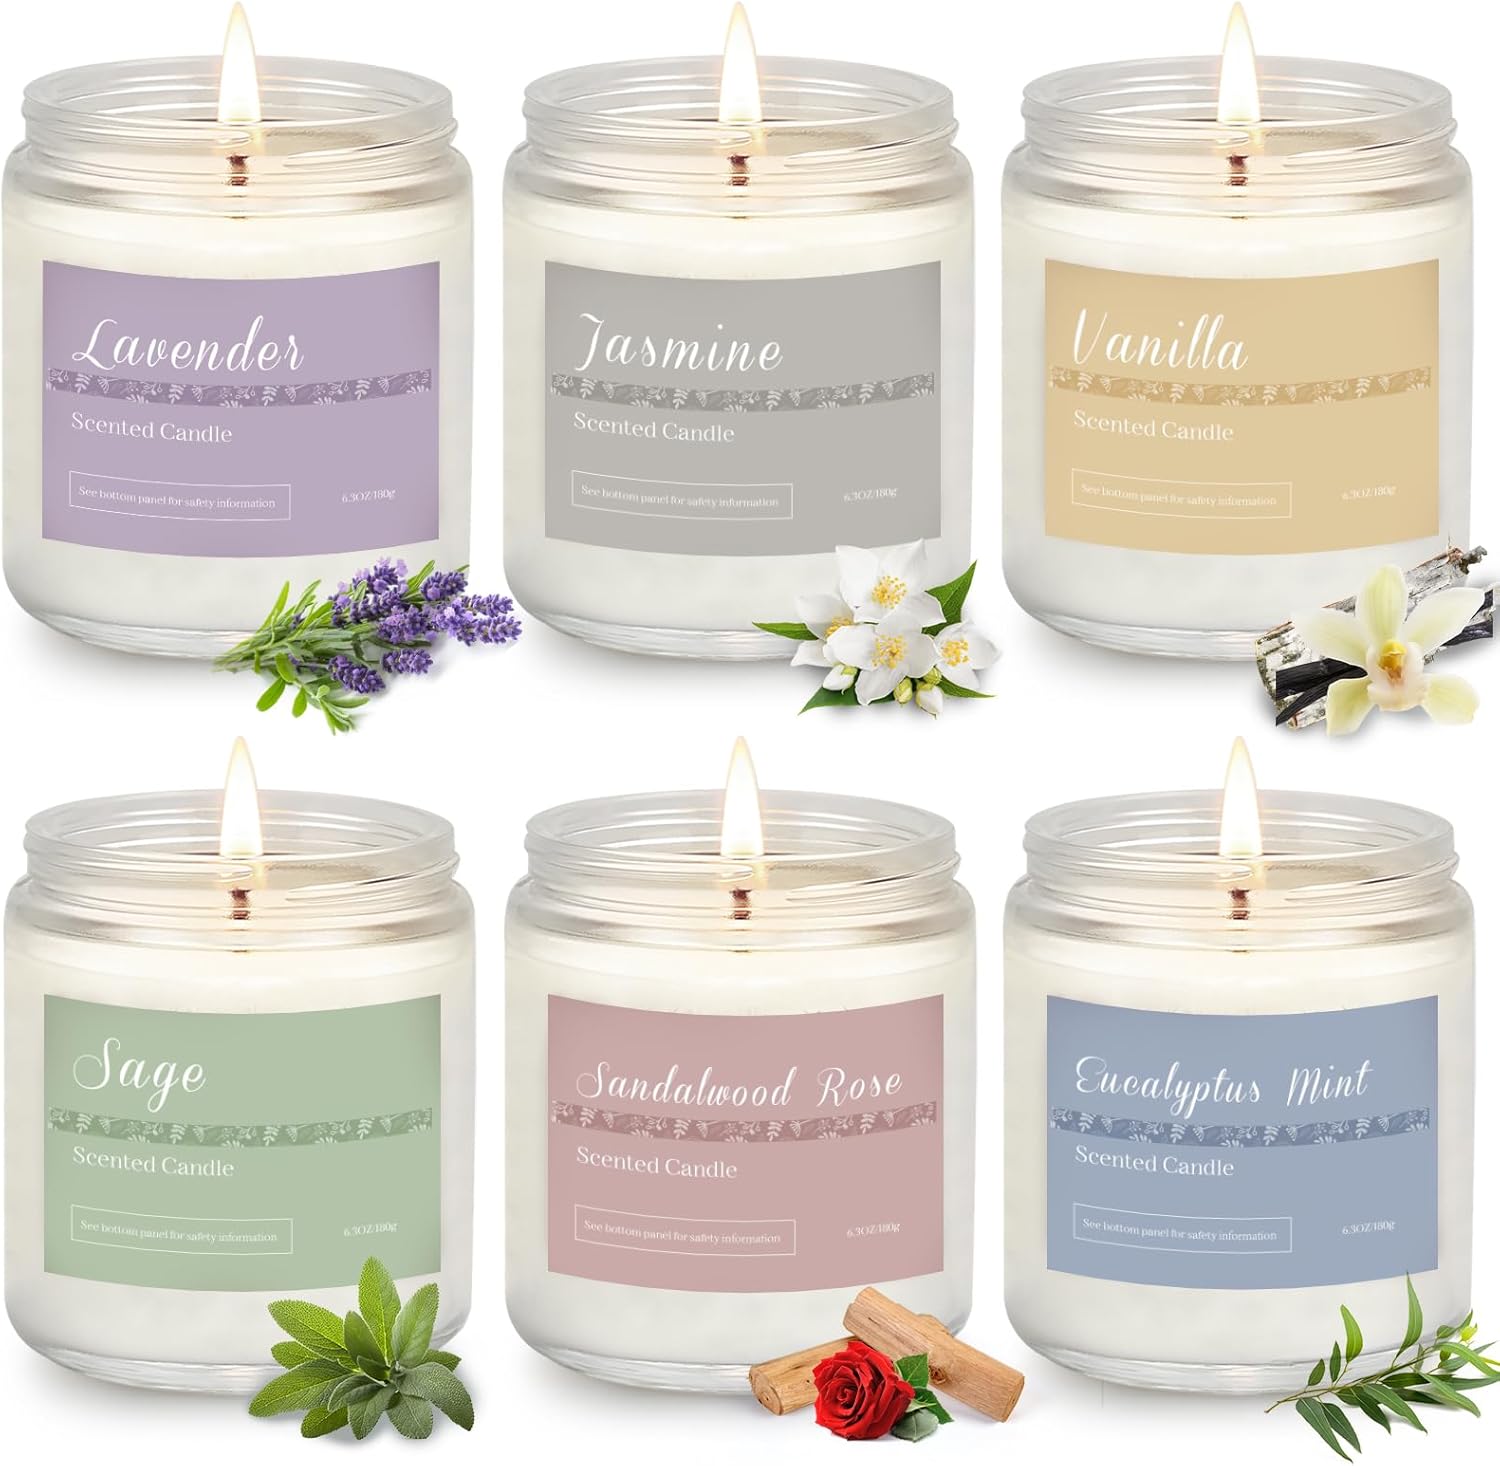 Lavender
Scented Candle
See bottom panel for safety information
6.3OZ/180g
Jasmine
Scented Candle
See bottom panel for safety information
6.3OZ/180g
Vanilla
Scented Candle
See bottom panel for safety information
6.3OZ/180g
Sage
Scented Candle
See bottom panel for safety information
6.3OZ/180g
Sandalwood Rose
Scented Candle
See bottom panel for safety information
6.3OZ/180g
Eucalyptus Mint
Scented Candle
See bottom panel for safety information
6.3OZ/180g